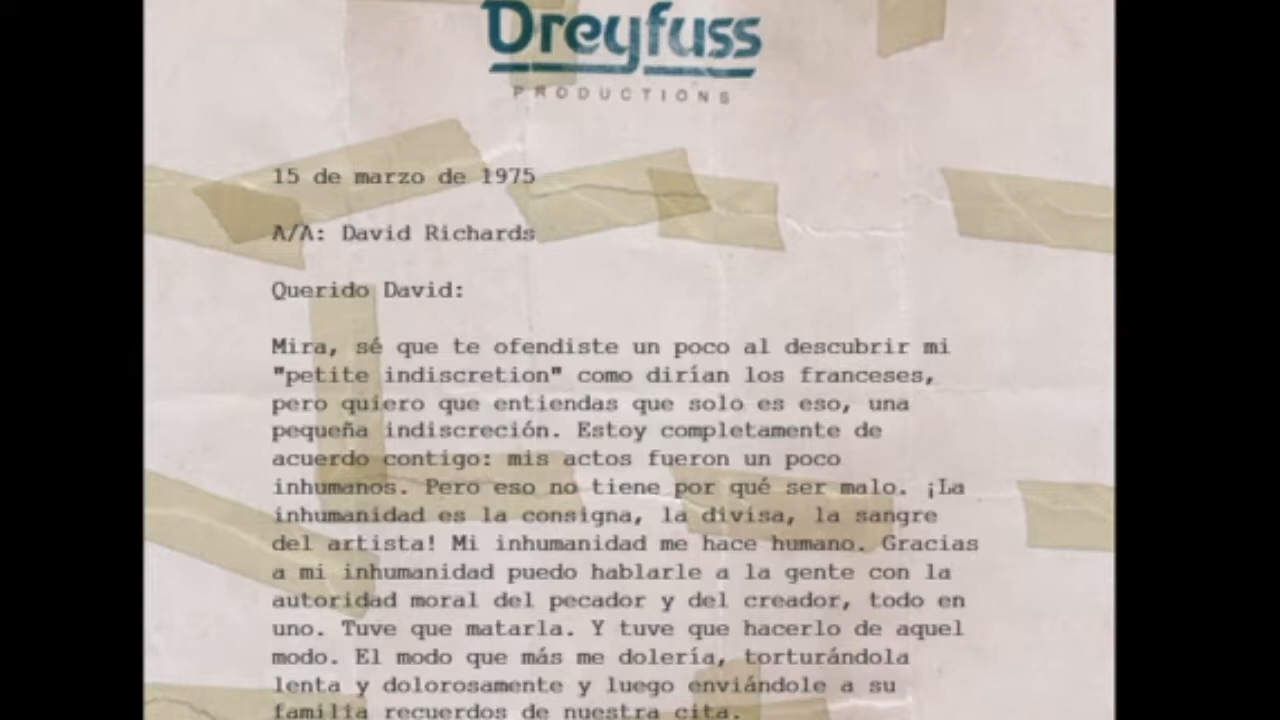 Dreyfuss
PRODUCTIONS
15 de marzo de 1975
A/A: David Richards
Querido David:
Mira, sé que te ofendiste un poco al descubrir mi
"petite indiscretion" como dirían los franceses,
pero quiero que entiendas que solo es eso, una
pequeña indiscreción. Estoy completamente de
acuerdo contigo: mis actos fueron un poco
inhumanos. Pero eso no tiene por qué ser malo. ¡La
inhumanidad es la consigna, la divisa, la sangre
del artista! Mi inhumanidad me hace humano. Gracias
a mi inhumanidad puedo hablarle a la gente con la
autoridad moral del pecador y del creador, todo en
uno. Tuve que matarla. Y tuve que hacerlo de aquel
modo. El modo que más me dolería, torturándola
lenta y dolorosamente y luego enviándole a su
familia recuerdos de nuestra cita.